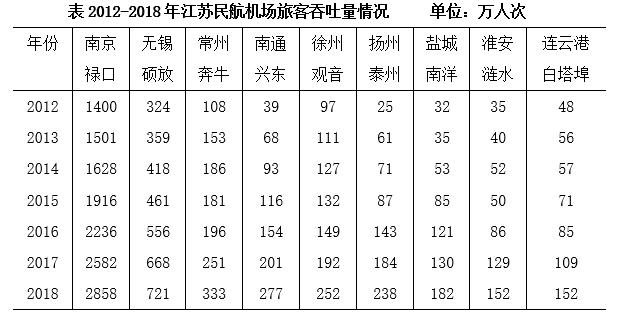 表 2012-2018 年江苏民航机场旅客吞吐量情况 单位：万人次
年份 南京禄口 无锡硕放 常州奔牛 南通兴东 徐州观音 扬州泰州 盐城南洋 淮安涟水 连云港白塔埠
2012 1400 324 108 39 97 25 32 35 48
2013 1501 359 153 68 111 61 35 40 56
2014 1628 418 186 93 127 71 53 52 57
2015 1916 461 181 116 132 87 85 50 71
2016 2236 556 196 154 149 143 121 86 85
2017 2582 668 251 201 192 184 130 129 109
2018 2858 721 333 277 252 238 182 152 152